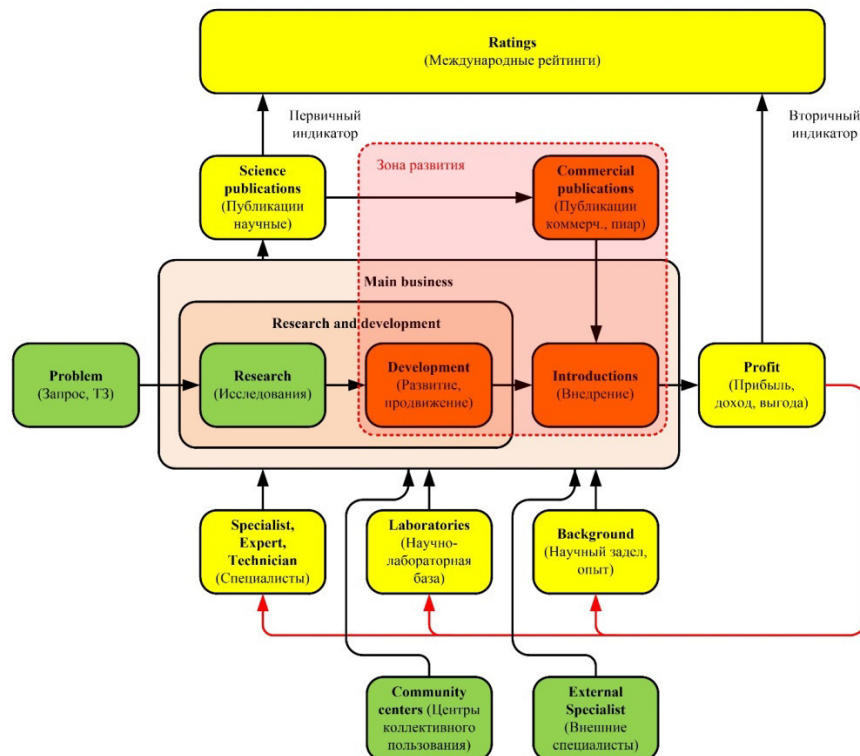 Ratings
(Международные рейтинги)
Первичный
индикатор
Вторичный
индикатор
Зона развития
Science
publications
(Публикации
научные)
Commercial
publications
(Публикации
коммерч., пиар)
Main business
Research and development
Problem
(Запрос, ТЗ)
Research
(Исследования)
Development
(Развитие,
продвижение)
Introductions
(Внедрение)
Profit
(Прибыль,
доход, выгода)
Specialist,
Expert,
Technician
(Специалисты)
Laboratories
(Научно-
лабораторная
база)
Background
(Научный задел,
опыт)
Community
centers (Центры
коллективного
пользования)
External
Specialist
(Внешние
специалисты)